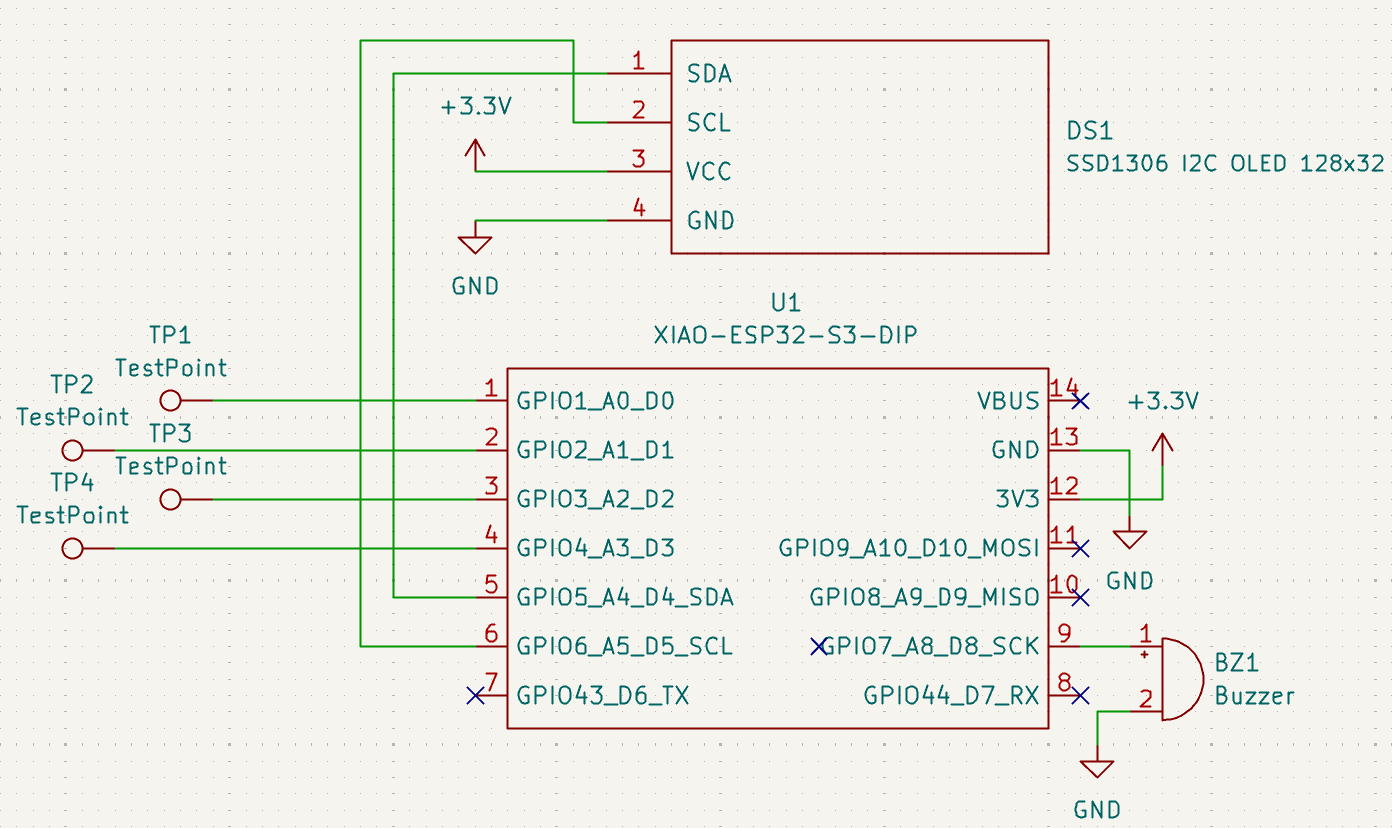 1 SDA
+3.3V
2 SCL
DS1
3 VCC
SSD1306 I2C OLED 128x32
4 GND
GND
U1
XIAO-ESP32-S3-DIP
TP1
TestPoint
TP2
TestPoint
TP3
TestPoint
TP4
TestPoint
1 GPIO1_A0_D0
2 GPIO2_A1_D1
3 GPIO3_A2_D2
4 GPIO4_A3_D3
5 GPIO5_A4_D4_SDA
6 GPIO6_A5_D5_SCL
7 GPIO43_D6_TX
VBUS 14
+3.3V
GND 13
3V3 12
GPIO9_A10_D10_MOSI 11
GND
GPIO8_A9_D9_MISO 10
GPIO7_A8_D8_SCK 9
GPIO44_D7_RX 8
1
+
2
BZ1
Buzzer
GND